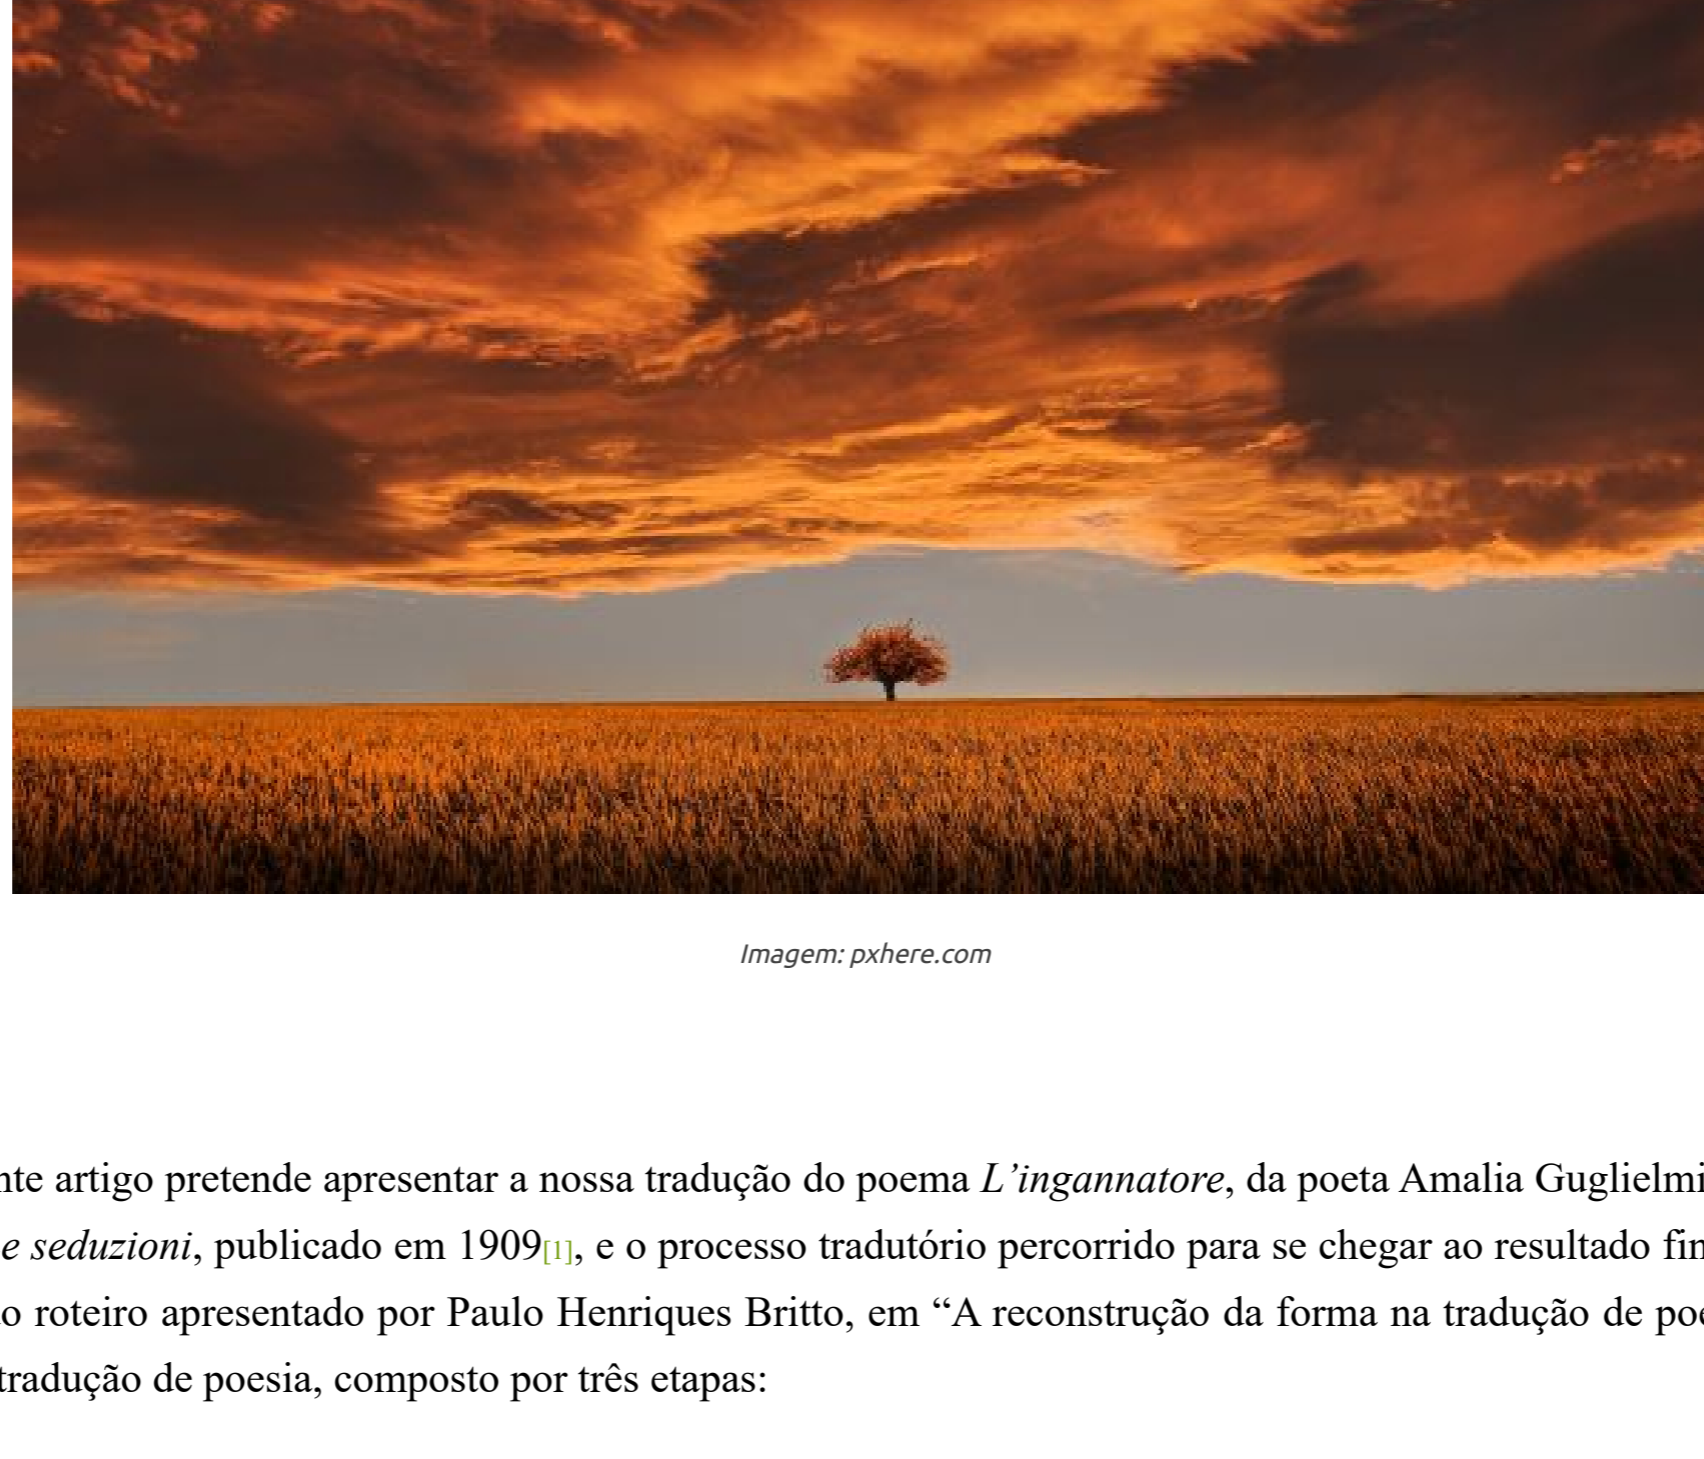 Imagem: pxhere.com
nte artigo pretende apresentar a nossa tradução do poema L’ingannatore, da poeta Amalia Guglielmi
e seduzioni, publicado em 1909[1], e o processo tradutório percorrido para se chegar ao resultado fin
o roteiro apresentado por Paulo Henriques Britto, em “A reconstrução da forma na tradução de poe
tradução de poesia, composto por três etapas: